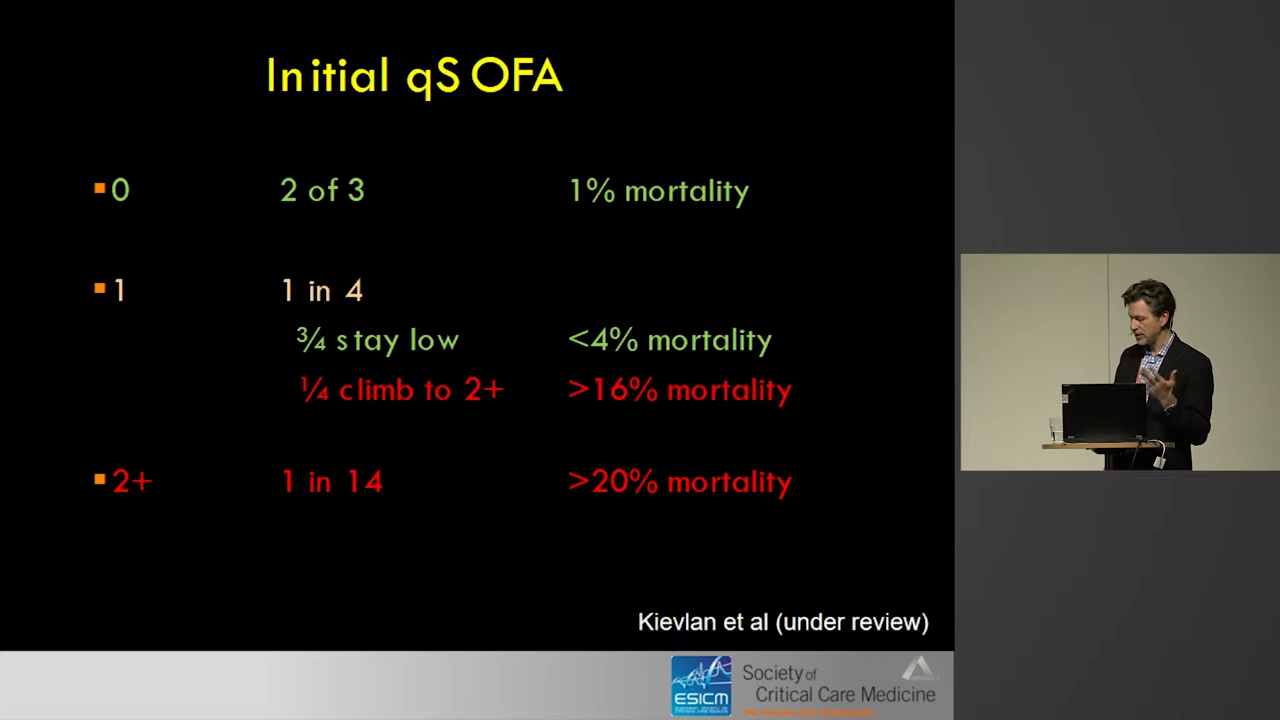 Initial qSOFA
0 2 of 3 1% mortality
1 1 in 4
¾ stay low <4% mortality
¼ climb to 2+ >16% mortality
2+ 1 in 14 >20% mortality
Kievlan et al (under review)
ESICM
Society of
Critical Care Medicine